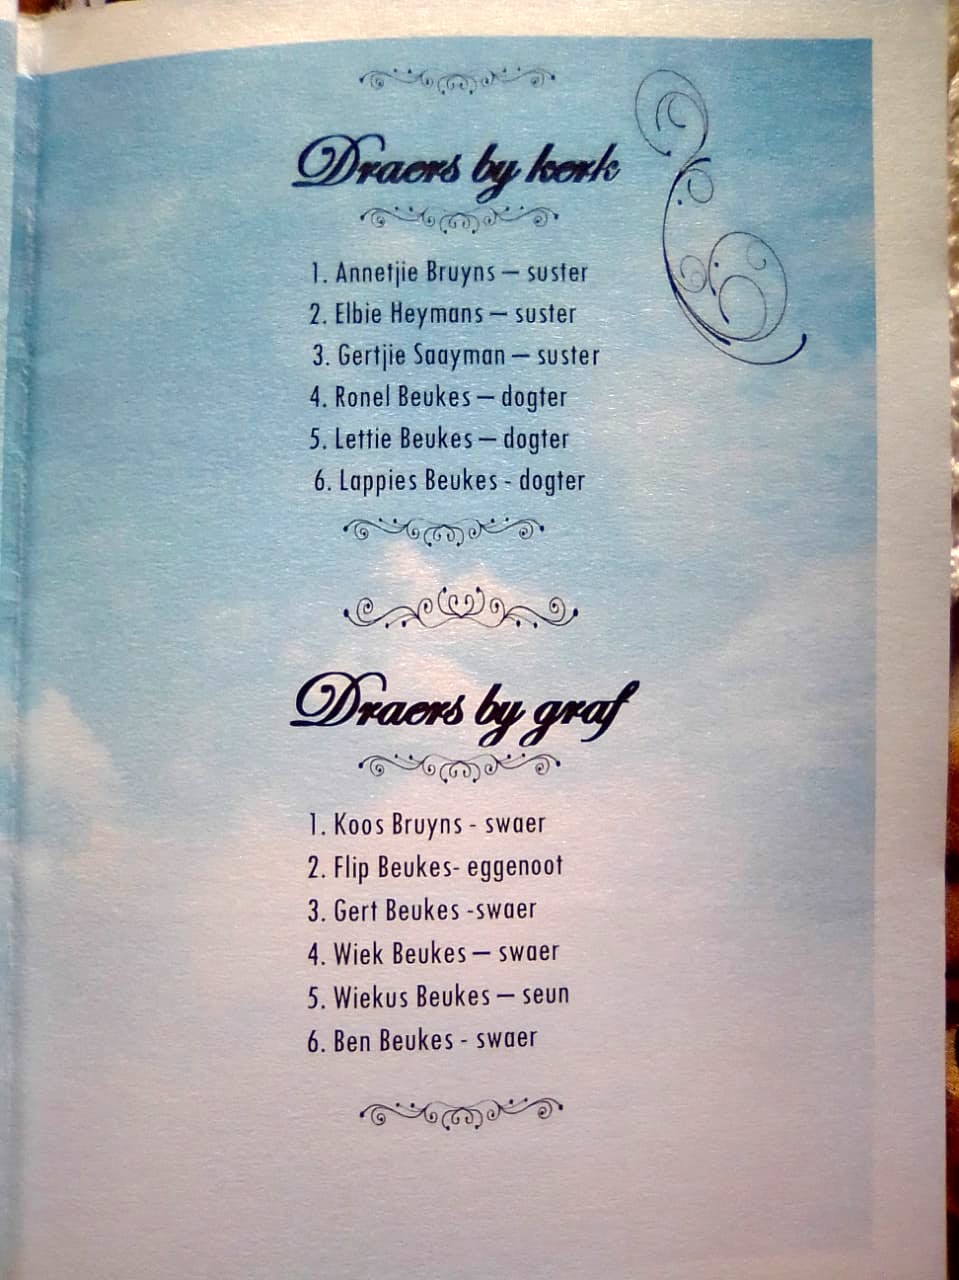 Draers by kerk
1. Annetjie Bruyns – suster
2. Elbie Heymans – suster
3. Gertjie Saayman – suster
4. Ronel Beukes – dogter
5. Lettie Beukes – dogter
6. Lappies Beukes - dogter
Draers by graf
1. Koos Bruyns - swaer
2. Flip Beukes- eggenoot
3. Gert Beukes -swaer
4. Wiek Beukes – swaer
5. Wiekus Beukes – seun
6. Ben Beukes - swaer